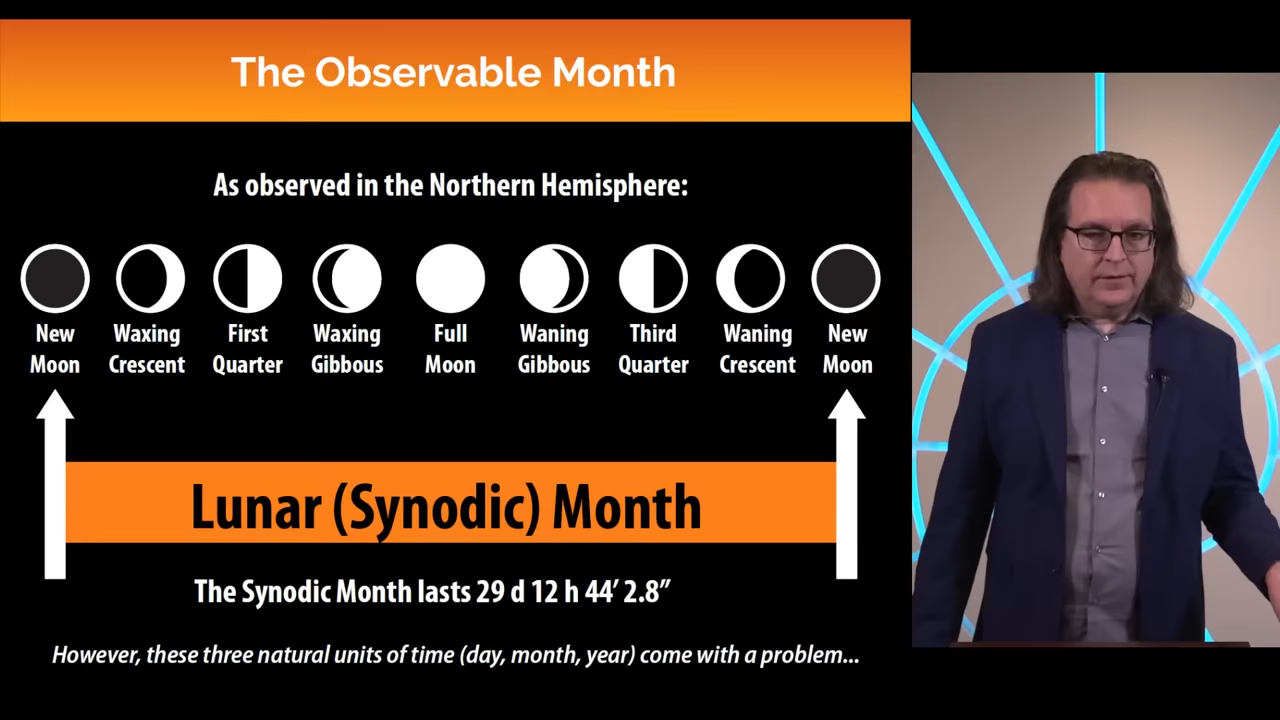 The Observable Month
As observed in the Northern Hemisphere:
New Moon
Waxing Crescent
First Quarter
Waxing Gibbous
Full Moon
Waning Gibbous
Third Quarter
Waning Crescent
New Moon
Lunar (Synodic) Month
The Synodic Month lasts 29 d 12 h 44′ 2.8″
However, these three natural units of time (day, month, year) come with a problem...